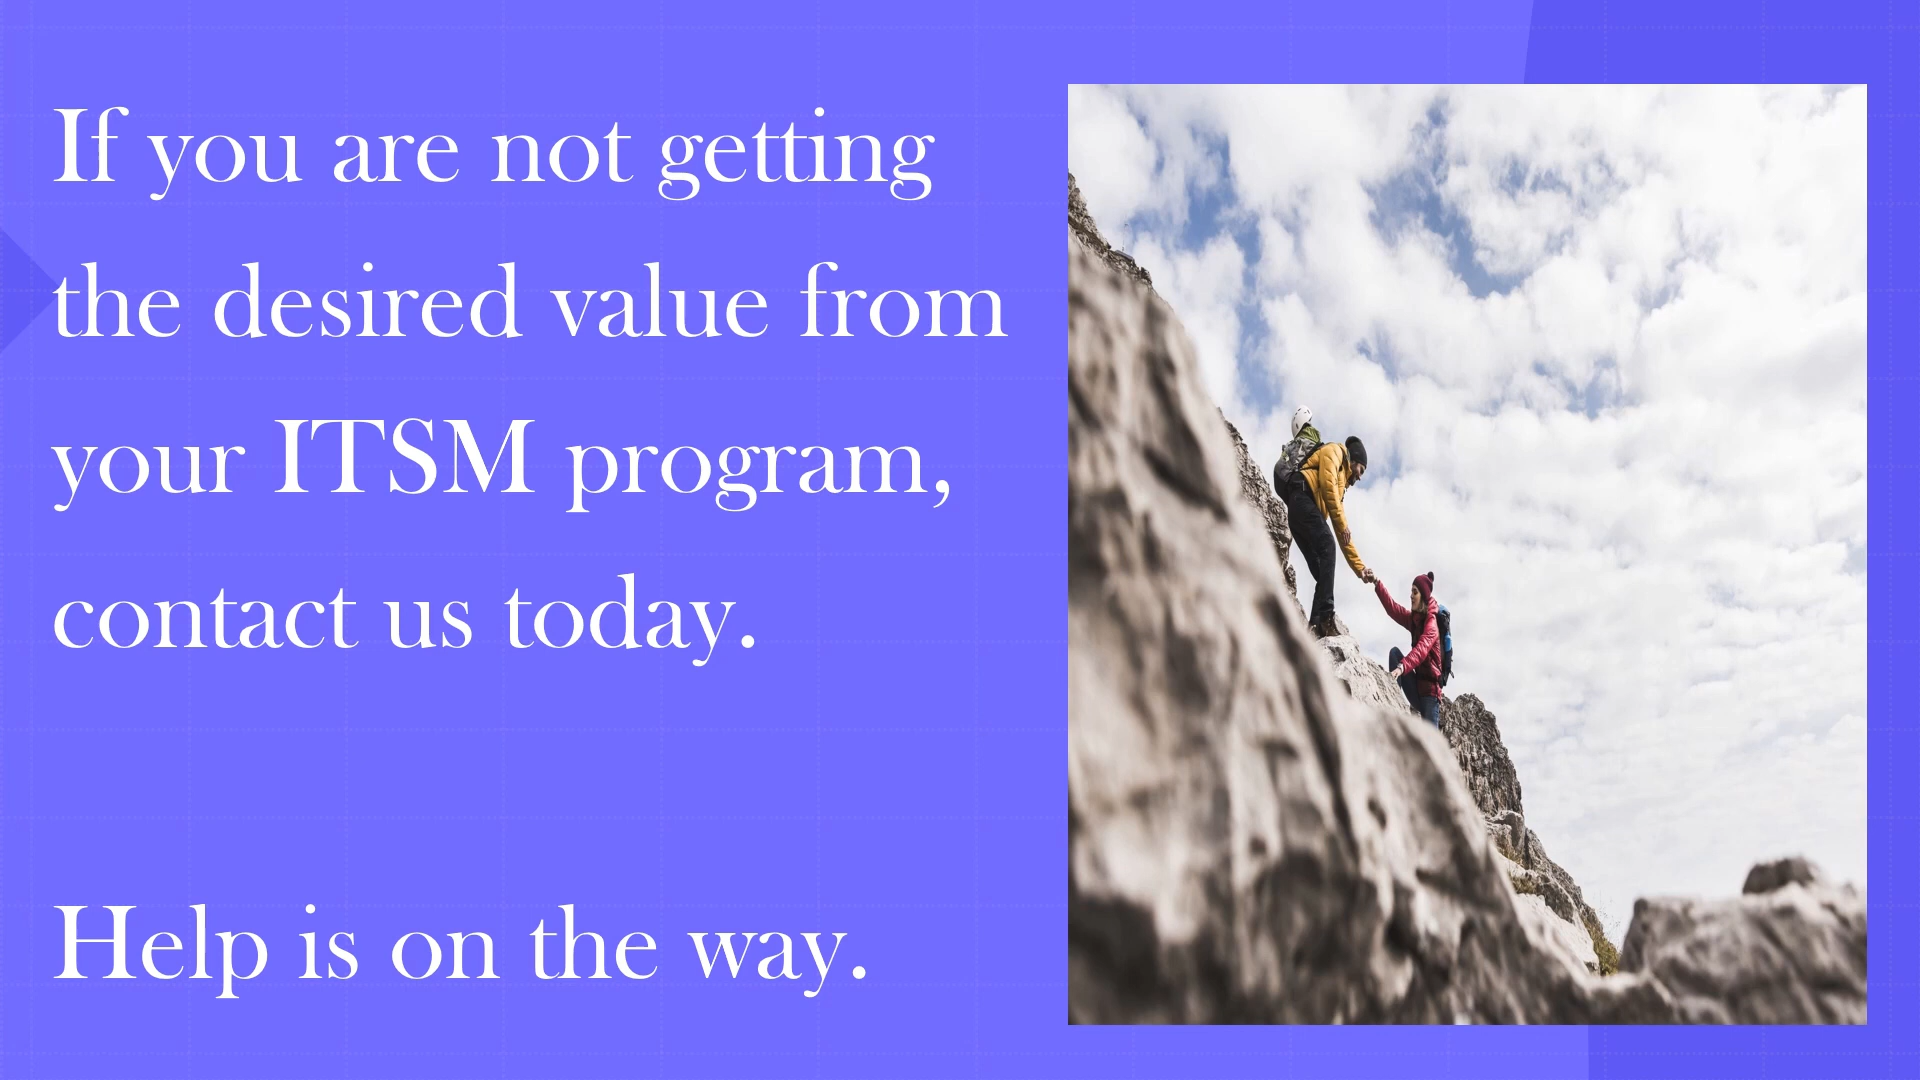 If you are not getting
the desired value from
your ITSM program,
contact us today.
Help is on the way.